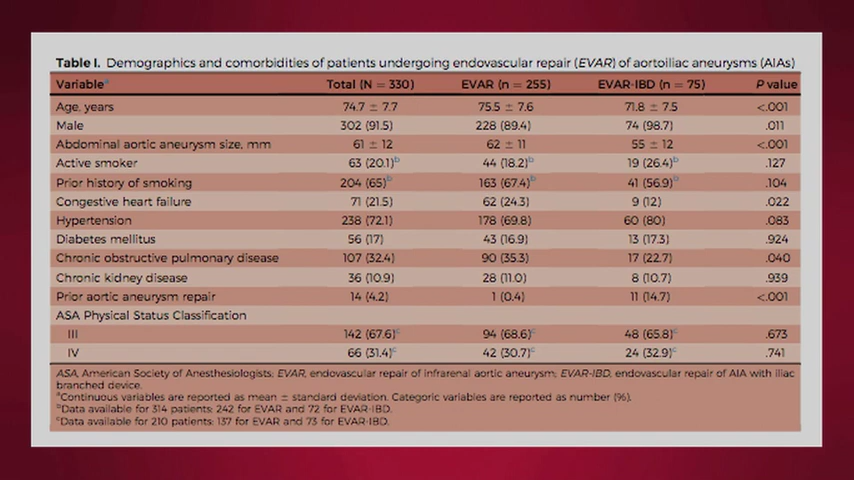 Table I. Demographics and comorbidities of patients undergoing endovascular repair (EVAR) of aortoiliac aneurysms (AIAs)
Variableᵃ Total (N = 330) EVAR (n = 255) EVAR-IBD (n = 75) P value
Age, years 74.7 ± 7.7 75.5 ± 7.6 71.8 ± 7.5 <.001
Male 302 (91.5) 228 (89.4) 74 (98.7) .011
Abdominal aortic aneurysm size, mm 61 ± 12 62 ± 11 55 ± 12 <.001
Active smoker 63 (20.1)ᵇ 44 (18.2)ᵇ 19 (26.4)ᵇ .127
Prior history of smoking 204 (65)ᵇ 163 (67.4)ᵇ 41 (56.9)ᵇ .104
Congestive heart failure 71 (21.5) 62 (24.3) 9 (12) .022
Hypertension 238 (72.1) 178 (69.8) 60 (80) .083
Diabetes mellitus 56 (17) 43 (16.9) 13 (17.3) .924
Chronic obstructive pulmonary disease 107 (32.4) 90 (35.3) 17 (22.7) .040
Chronic kidney disease 36 (10.9) 28 (11.0) 8 (10.7) .939
Prior aortic aneurysm repair 14 (4.2) 1 (0.4) 11 (14.7) <.001
ASA Physical Status Classification
III 142 (67.6)ᶜ 94 (68.6)ᶜ 48 (65.8)ᶜ .673
IV 66 (31.4)ᶜ 42 (30.7)ᶜ 24 (32.9)ᶜ .741
ASA, American Society of Anesthesiologists; EVAR, endovascular repair of infrarenal aortic aneurysm; EVAR-IBD, endovascular repair of AIA with iliac
branched device.
ᵃContinuous variables are reported as mean ± standard deviation. Categoric variables are reported as number (%).
ᵇData available for 314 patients: 242 for EVAR and 72 for EVAR-IBD.
ᶜData available for 210 patients: 137 for EVAR and 73 for EVAR-IBD.